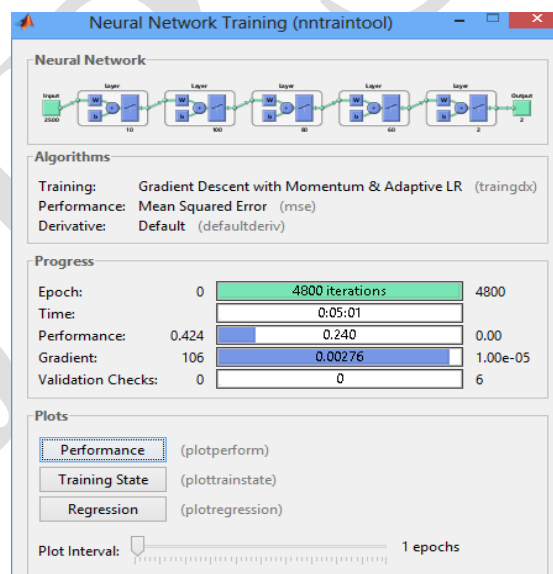 Neural Network Training (nntraintool)
Neural Network
Layer Layer Layer Layer Layer
Input Output
W W W W W
b b b b b
2500 2
10 100 80 60 2
Algorithms
Training: Gradient Descent with Momentum & Adaptive LR (traingdx)
Performance: Mean Squared Error (mse)
Derivative: Default (defaultderiv)
Progress
Epoch: 0 4800 iterations 4800
Time: 0:05:01
Performance: 0.424 0.240 0.00
Gradient: 106 0.00276 1.00e-05
Validation Checks: 0 0 6
Plots
Performance (plotperform)
Training State (plottrainstate)
Regression (plotregression)
Plot Interval: 1 epochs